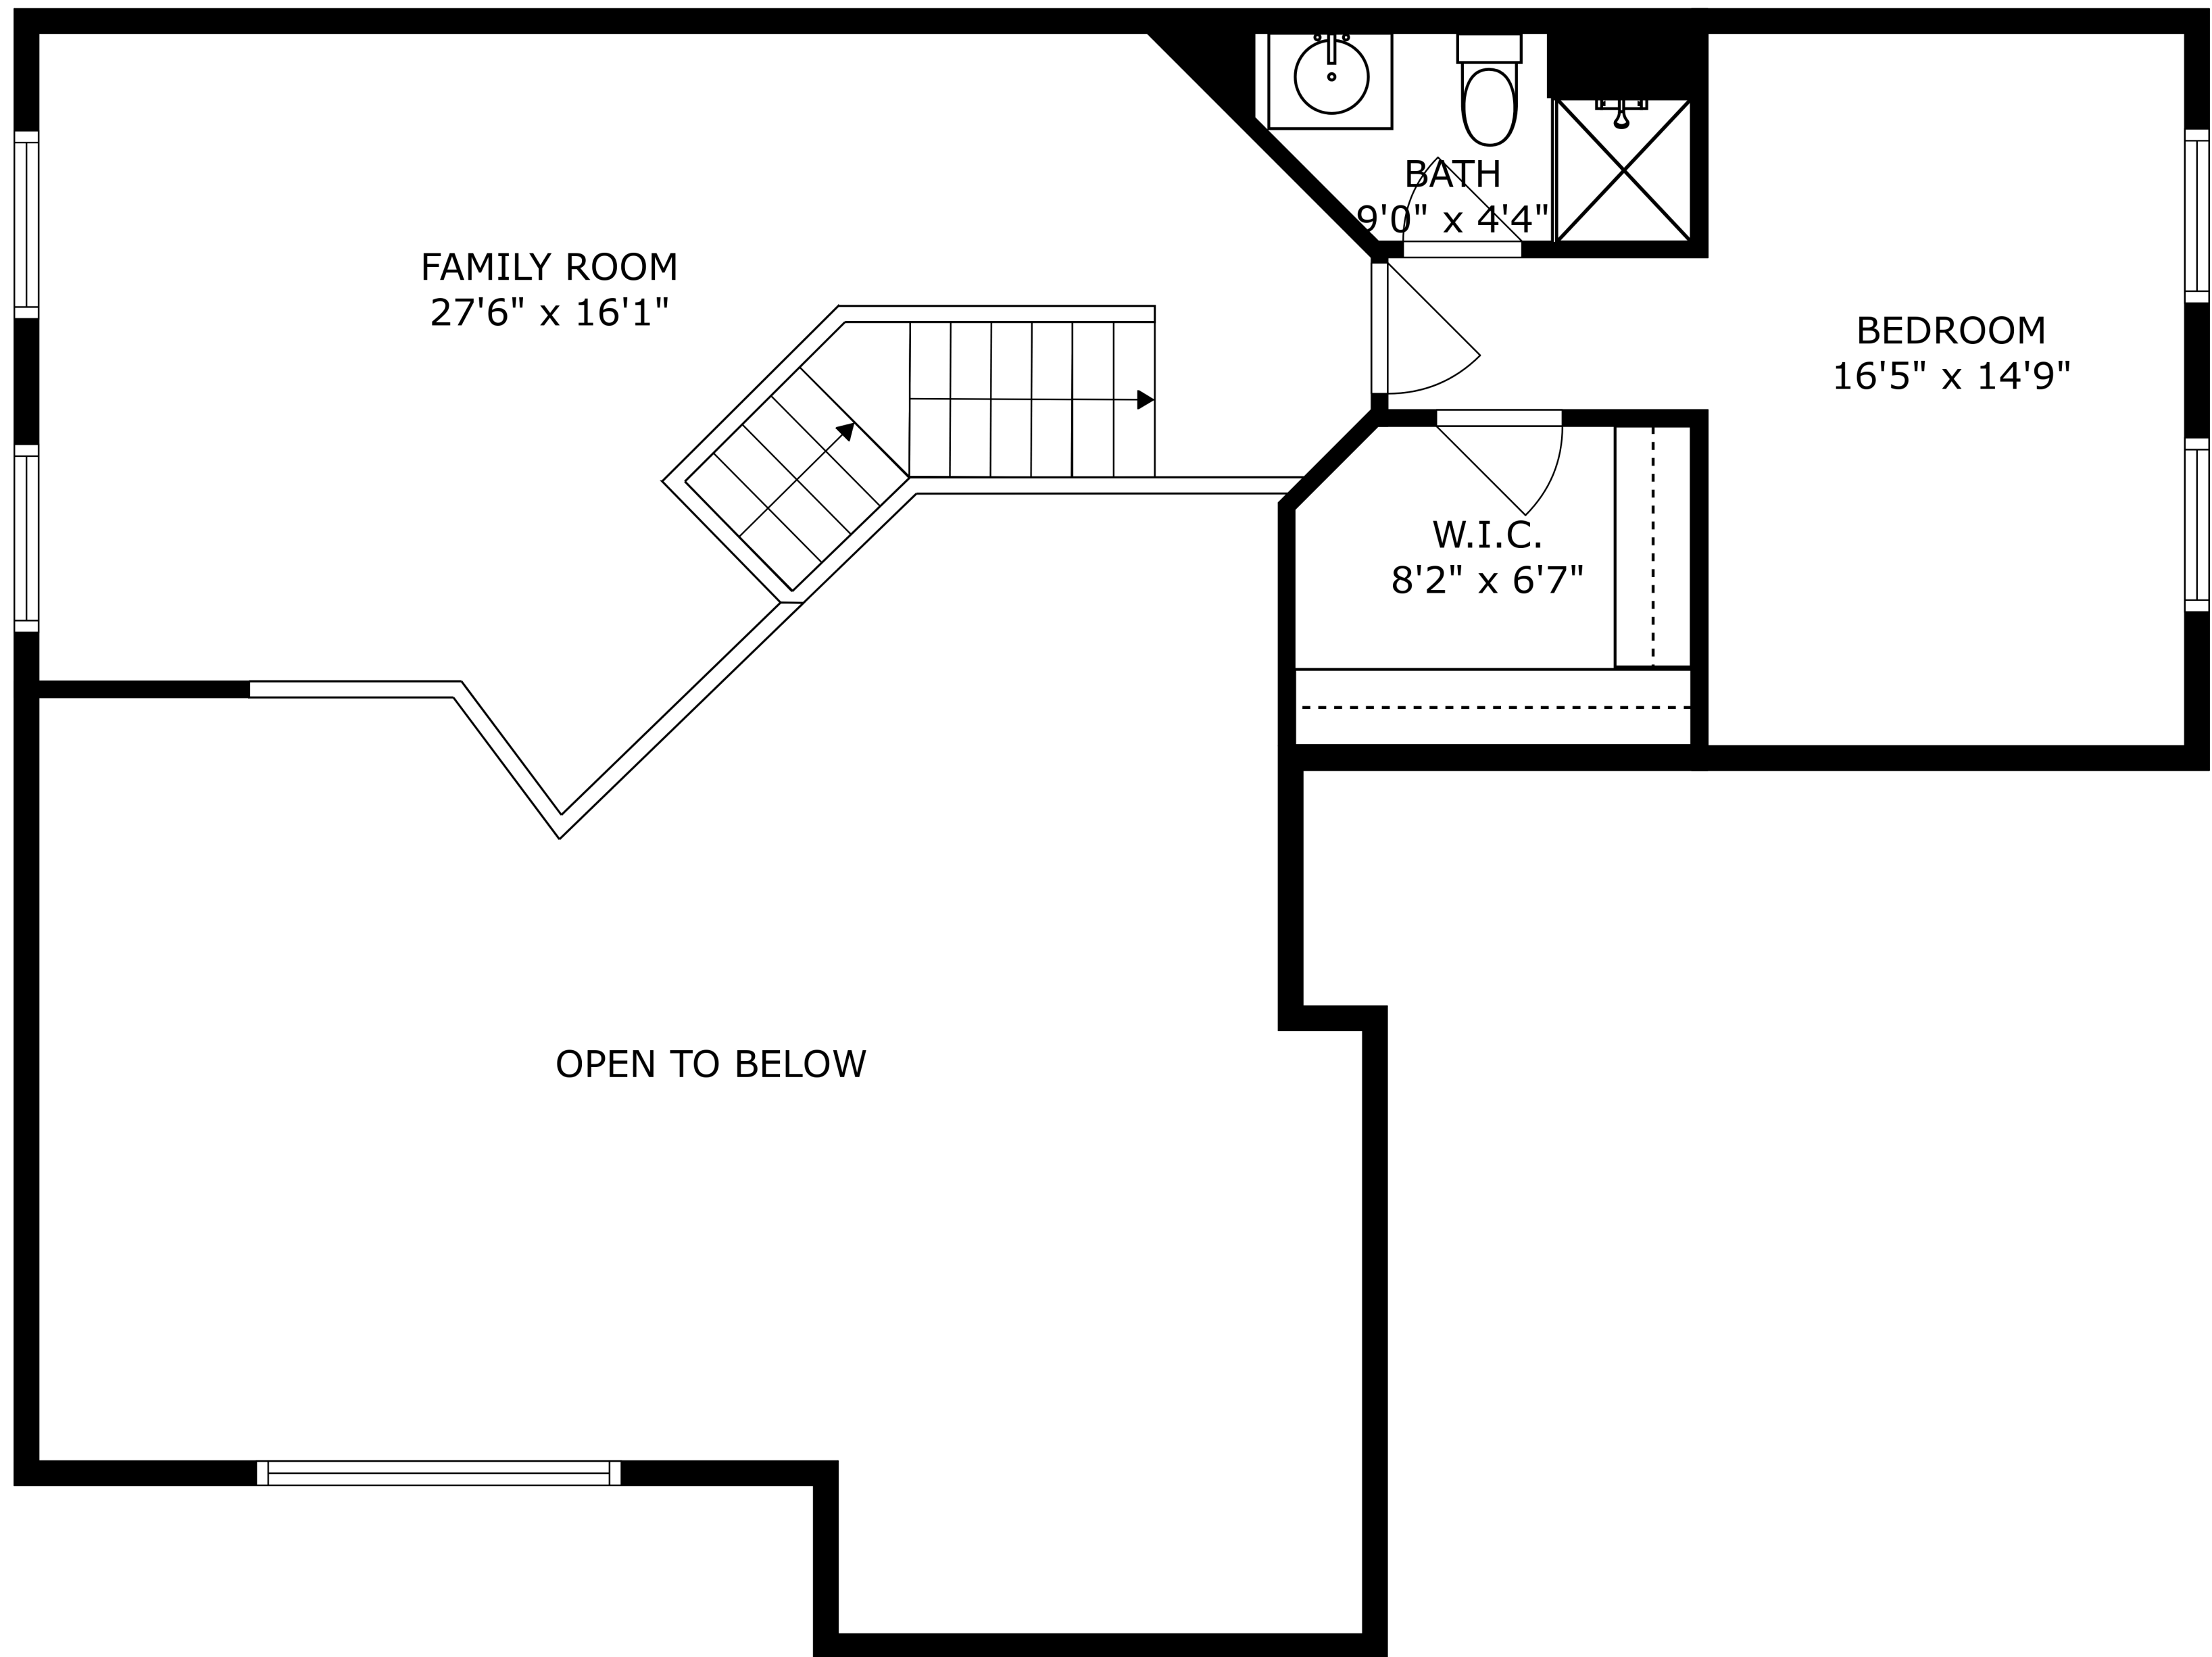 BATH
9'0" x 4'4"
FAMILY ROOM
27'6" x 16'1"
BEDROOM
16'5" x 14'9"
W.I.C.
8'2" x 6'7"
OPEN TO BELOW